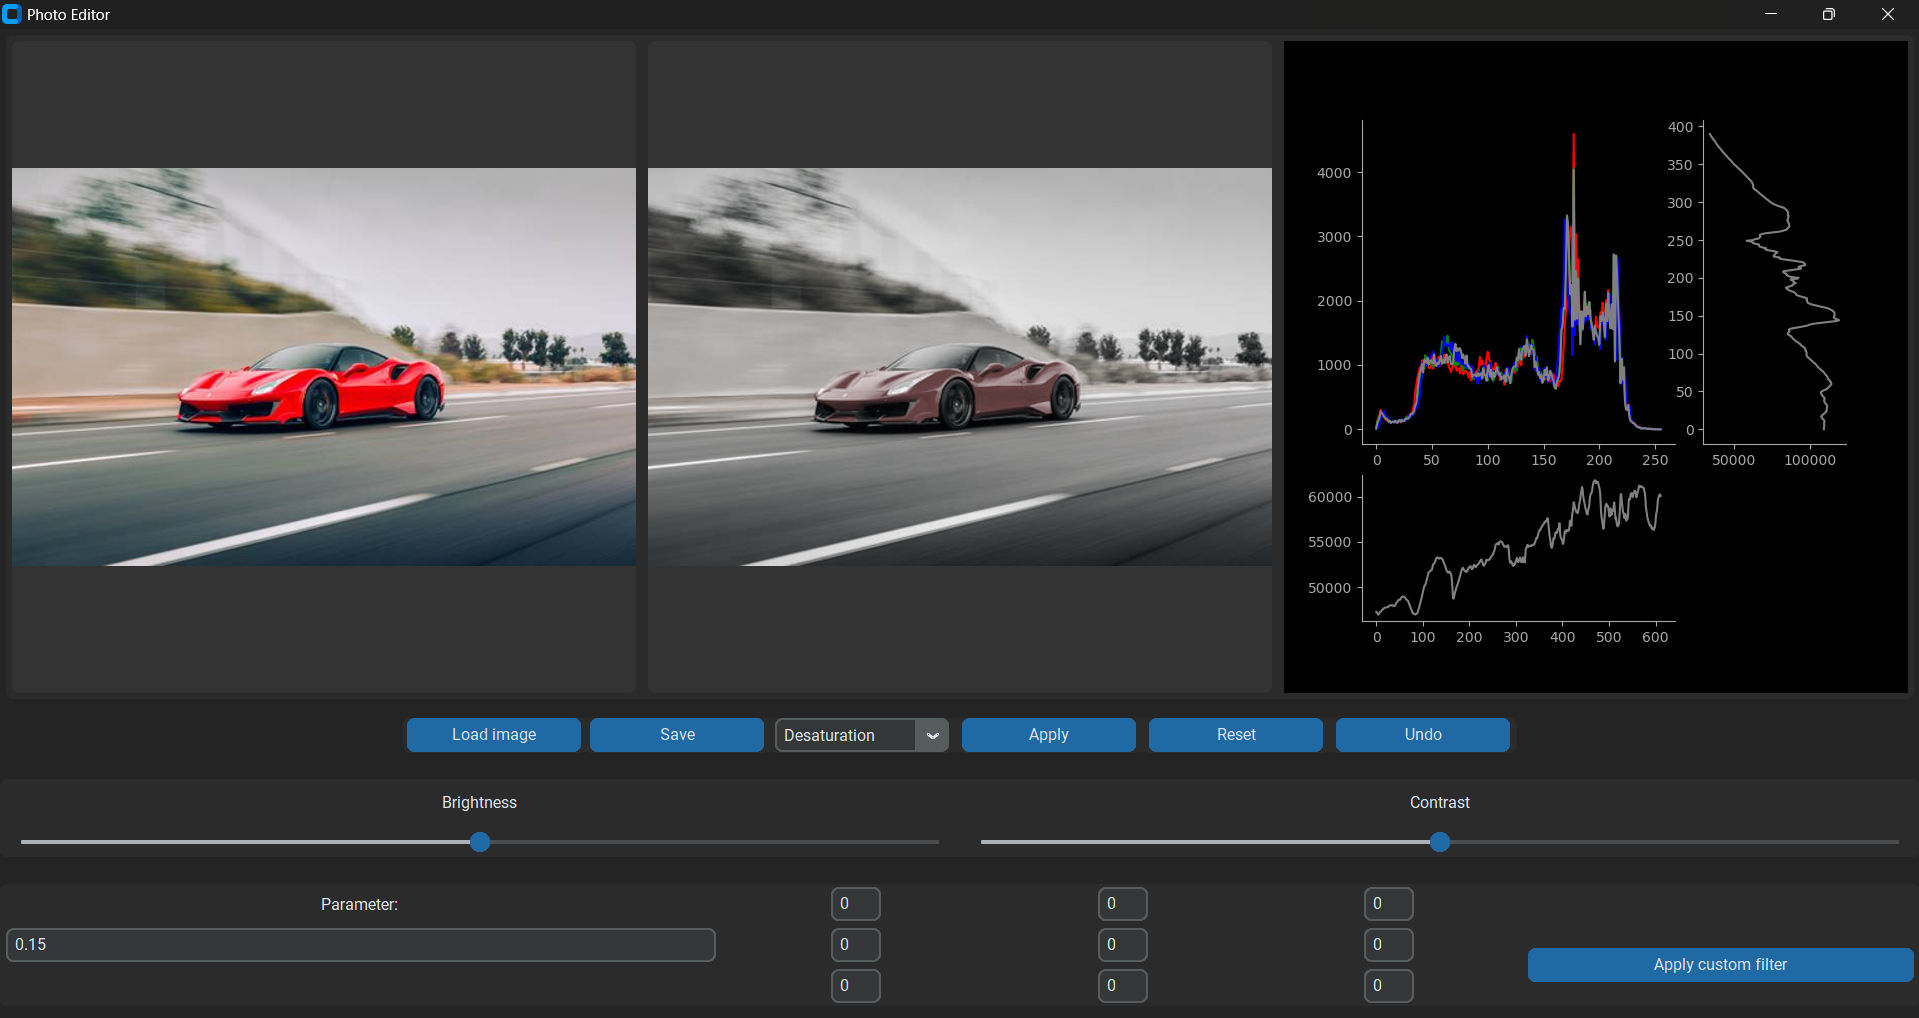 Photo Editor
4000
3000
2000
1000
0
0 50 100 150 200 250
400
350
300
250
200
150
100
50
0
50000 100000
60000
55000
50000
0 100 200 300 400 500 600
Load image Save Desaturation Apply Reset Undo
Brightness Contrast
Parameter: 0 0 0
0.15 0 0 0
Apply custom filter
0 0 0